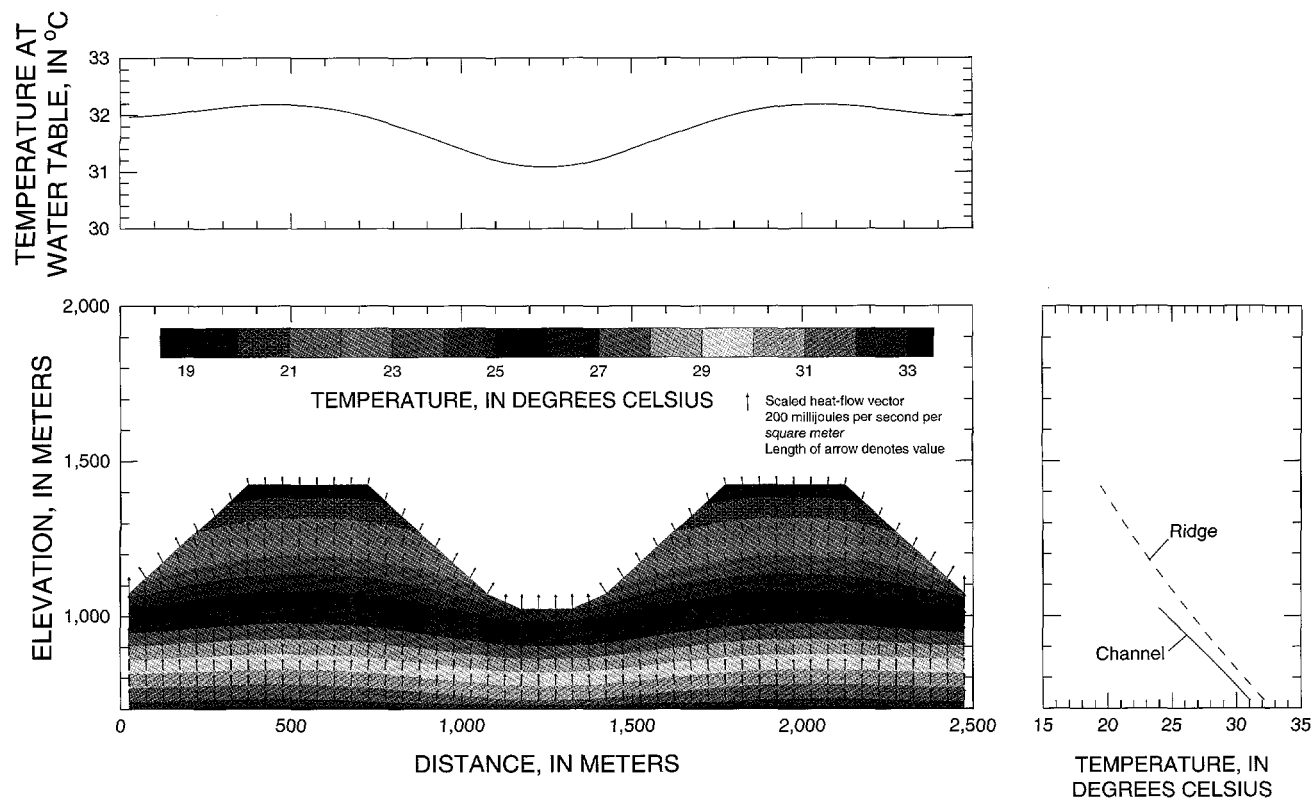 TEMPERATURE AT
WATER TABLE, IN °C
33
32
31
30
2,000
1,500
1,000
ELEVATION, IN METERS
19 21 23 25 27 29 31 33
TEMPERATURE, IN DEGREES CELSIUS
Scaled heat-flow vector
200 millijoules per second per
square meter
Length of arrow denotes value
0 500 1,000 1,500 2,000 2,500
DISTANCE, IN METERS
Ridge
Channel
15 20 25 30 35
TEMPERATURE, IN
DEGREES CELSIUS